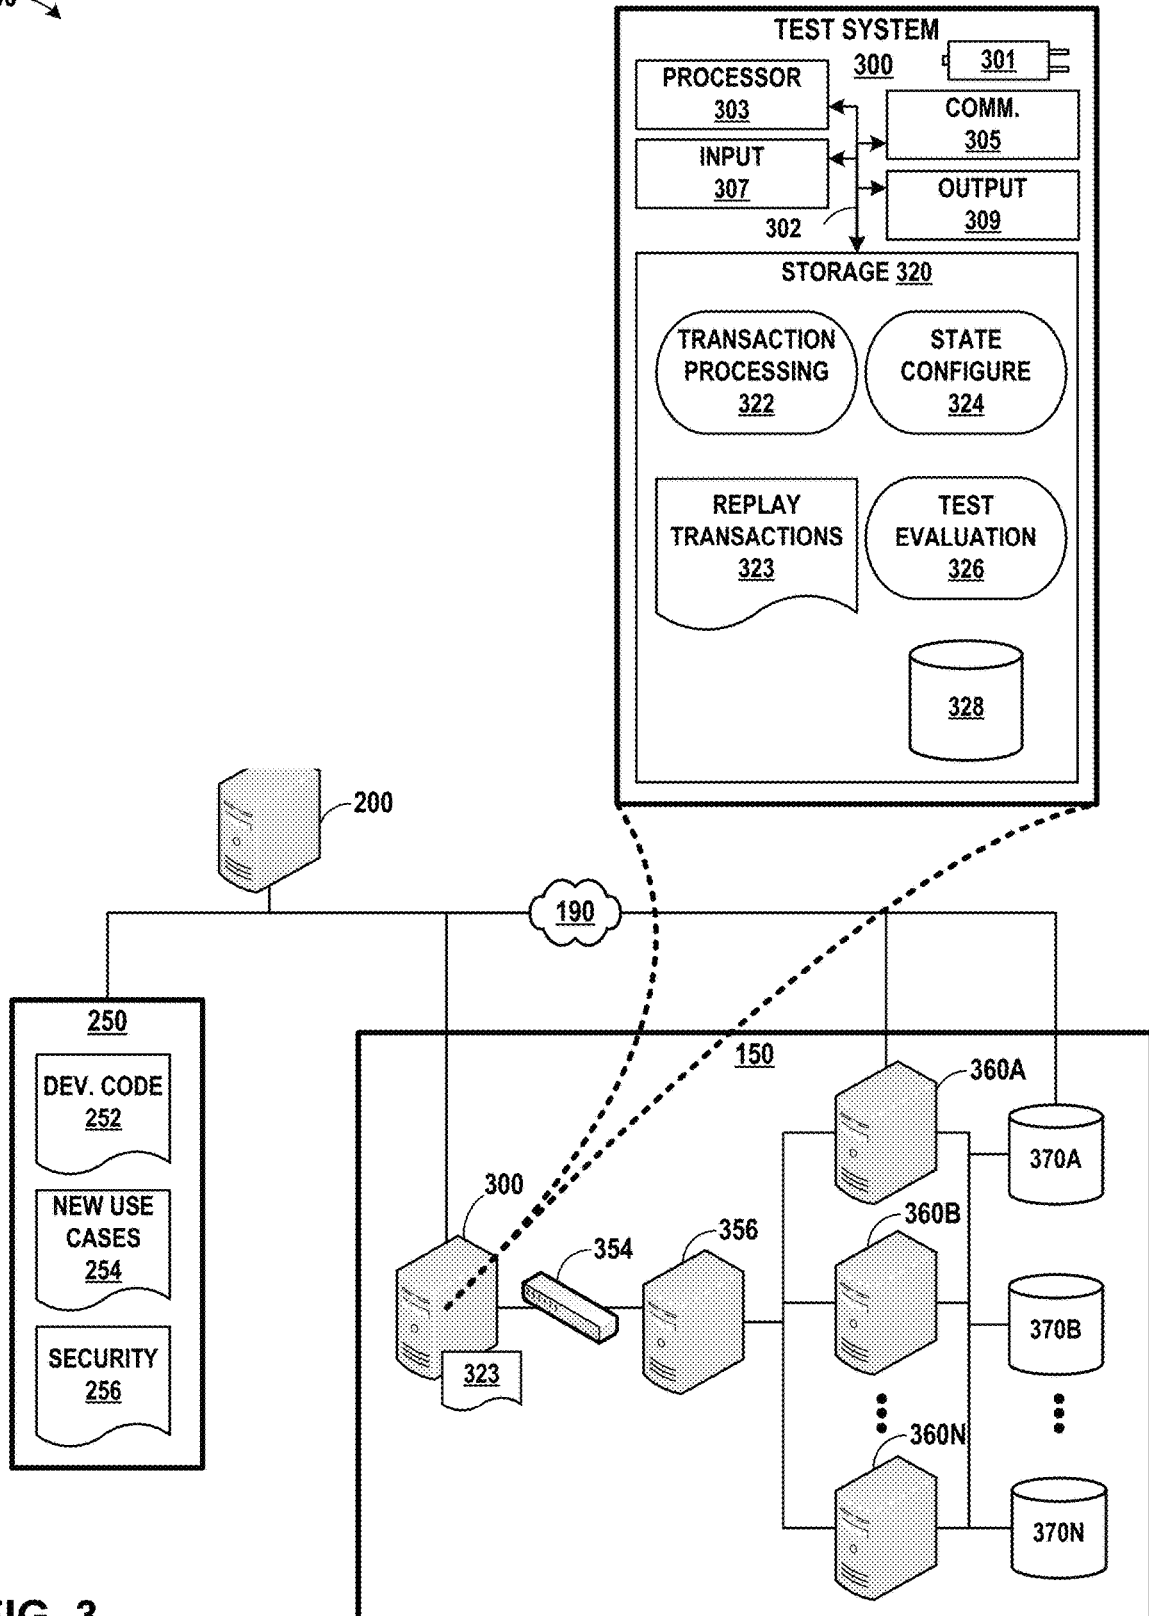 TEST SYSTEM
300
301
PROCESSOR
303
COMM.
305
INPUT
307
OUTPUT
309
302
STORAGE 320
TRANSACTION
PROCESSING
322
STATE
CONFIGURE
324
REPLAY
TRANSACTIONS
323
TEST
EVALUATION
326
328
200
190
250
DEV. CODE
252
NEW USE
CASES
254
SECURITY
256
150
300
323
354
356
360A
360B
360N
370A
370B
370N
FIG. 3